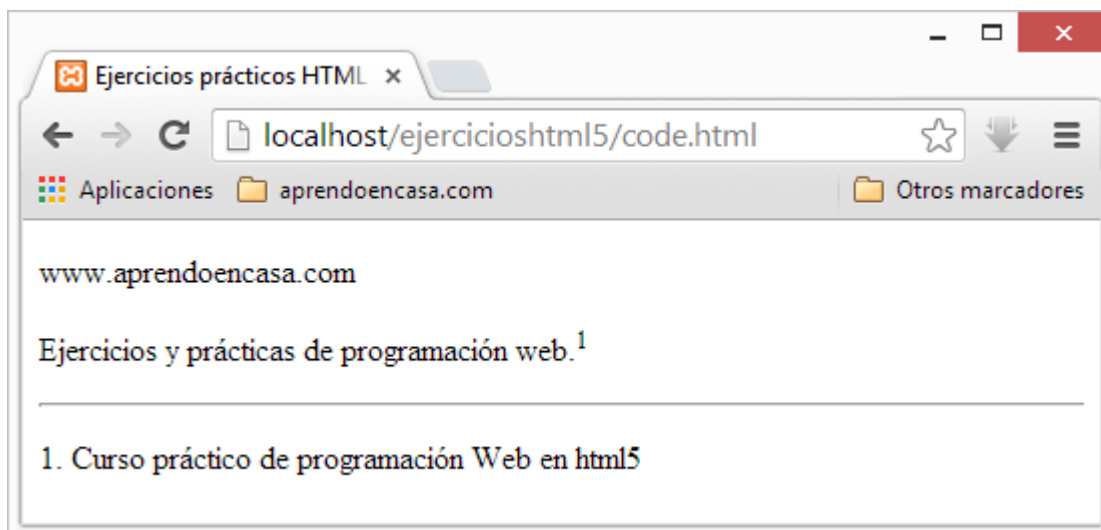 Ejercicios prácticos HTML
localhost/ejercicioshtml5/code.html
Aplicaciones aprendoencasa.com Otros marcadores
www.aprendoencasa.com
Ejercicios y prácticas de programación web.1
1. Curso práctico de programación Web en html5